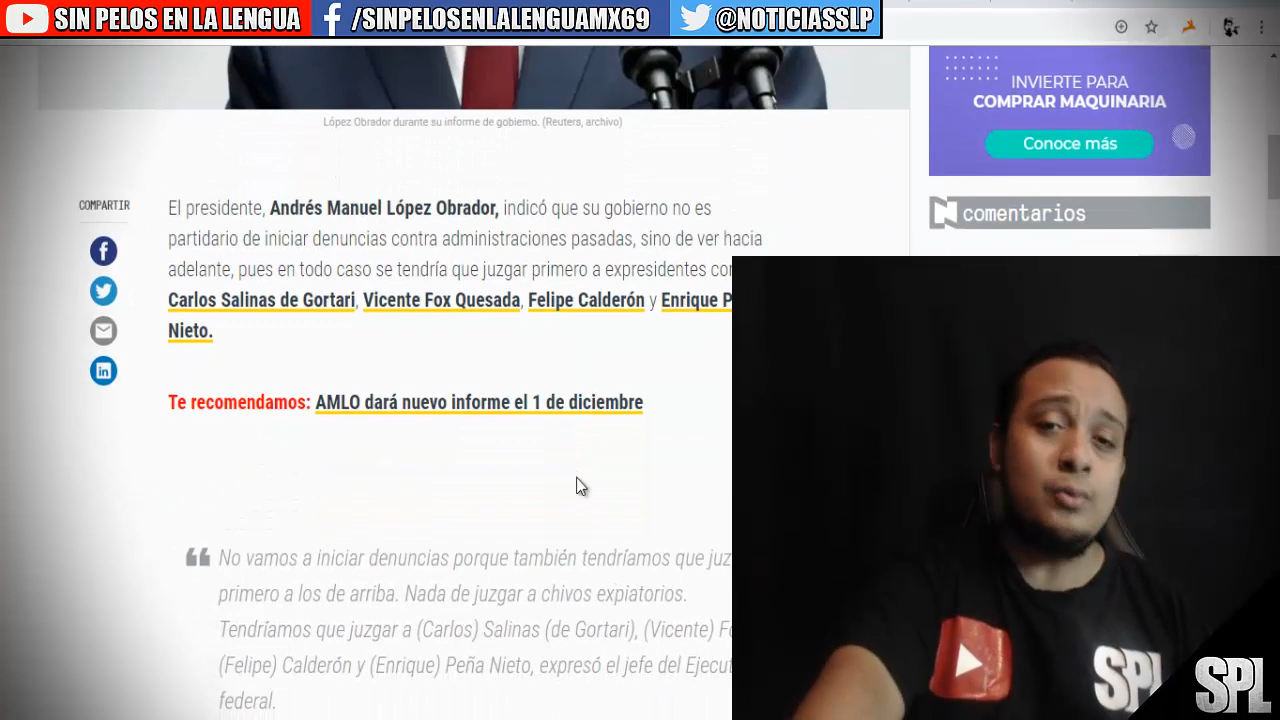 SIN PELOS EN LA LENGUA
/SINPELOSENLALENGUAMX69
@NOTICIASSLP
INVIERTE PARA
COMPRAR MAQUINARIA
Conoce más
comentarios
López Obrador durante su informe de gobierno. (Reuters, archivo)
COMPARTIR
El presidente, Andrés Manuel López Obrador, indicó que su gobierno no es
partidario de iniciar denuncias contra administraciones pasadas, sino de ver hacia
adelante, pues en todo caso se tendría que juzgar primero a expresidentes
Carlos Salinas de Gortari, Vicente Fox Quesada, Felipe Calderón y Enrique P
Nieto.
Te recomendamos: AMLO dará nuevo informe el 1 de diciembre
No vamos a iniciar denuncias porque también tendríamos que juz
primero a los de arriba. Nada de juzgar a chivos expiatorios.
Tendríamos que juzgar a (Carlos) Salinas (de Gortari), (Vicente) Fo
(Felipe) Calderón y (Enrique) Peña Nieto, expresó el jefe del Ejecut
federal.
SPL
SPL